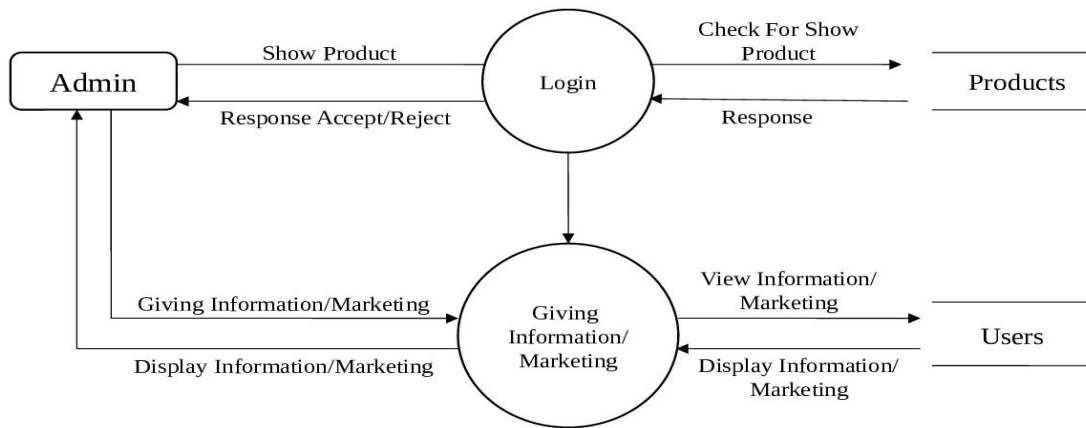 Show Product
Check For Show
Product
Admin
Login
Products
Response Accept/Reject
Response
Giving Information/Marketing
Giving
Information/
Marketing
View Information/
Marketing
Users
Display Information/Marketing
Display Information/
Marketing